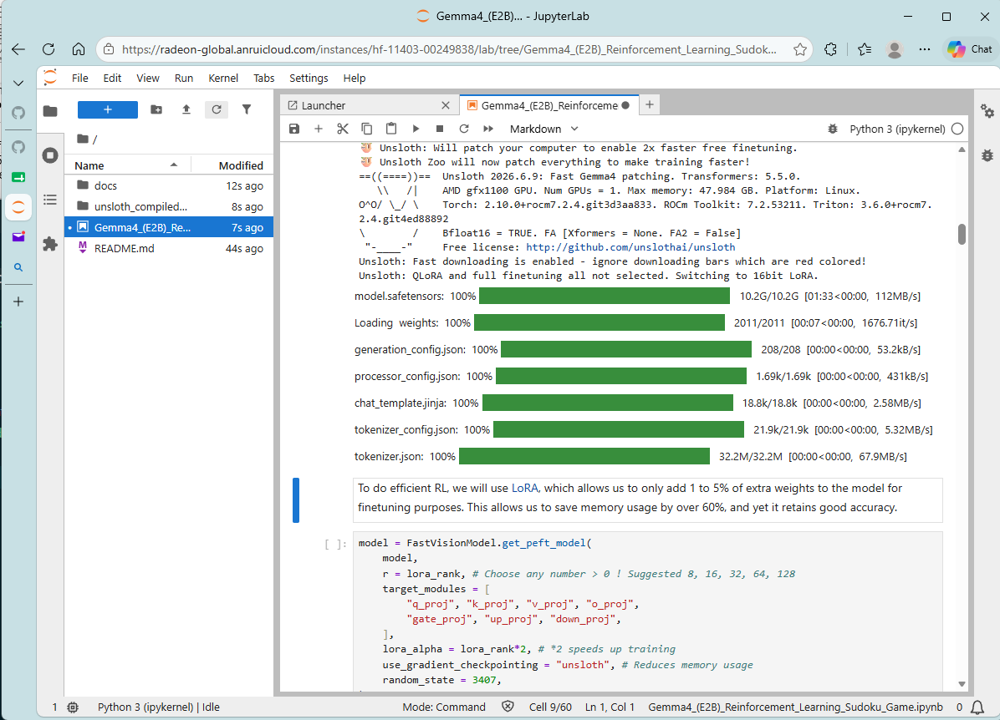 Gemma4_(E2B)... - JupyterLab
https://radeon-global.anruicloud.com/instances/hf-11403-00249838/lab/tree/Gemma4_(E2B)_Reinforcement_Learning_Sudok...
Chat
File Edit View Run Kernel Tabs Settings Help
Launcher
Gemma4_(E2B)_Reinforceme
Markdown
Python 3 (ipykernel)
/
Name Modified
docs 12s ago
unsloth_compiled... 8s ago
Gemma4_(E2B)_Re... 7s ago
README.md 44s ago
🦥 Unsloth: Will patch your computer to enable 2x faster free finetuning.
🦥 Unsloth Zoo will now patch everything to make training faster!
==((====))==  Unsloth 2026.6.9: Fast Gemma4 patching. Transformers: 5.5.0.
   \\   /|    AMD gfx1100 GPU. Num GPUs = 1. Max memory: 47.984 GB. Platform: Linux.
O^O/ \_/ \    Torch: 2.10.0+rocm7.2.4.git3d3aa833. ROCm Toolkit: 7.2.53211. Triton: 3.6.0+rocm7.
2.4.git4ed88892
\        /    Bfloat16 = TRUE. FA [Xformers = None. FA2 = False]
 "-____-"     Free license: http://github.com/unslothai/unsloth
Unsloth: Fast downloading is enabled - ignore downloading bars which are red colored!
Unsloth: QLoRA and full finetuning all not selected. Switching to 16bit LoRA.
model.safetensors: 100% 10.2G/10.2G [01:33<00:00, 112MB/s]
Loading weights: 100% 2011/2011 [00:07<00:00, 1676.71it/s]
generation_config.json: 100% 208/208 [00:00<00:00, 53.2kB/s]
processor_config.json: 100% 1.69k/1.69k [00:00<00:00, 431kB/s]
chat_template.jinja: 100% 18.8k/18.8k [00:00<00:00, 2.58MB/s]
tokenizer_config.json: 100% 21.9k/21.9k [00:00<00:00, 5.32MB/s]
tokenizer.json: 100% 32.2M/32.2M [00:00<00:00, 67.9MB/s]
To do efficient RL, we will use LoRA, which allows us to only add 1 to 5% of extra weights to the model for
finetuning purposes. This allows us to save memory usage by over 60%, and yet it retains good accuracy.
[ ]:
model = FastVisionModel.get_peft_model(
    model,
    r = lora_rank, # Choose any number > 0 ! Suggested 8, 16, 32, 64, 128
    target_modules = [
        "q_proj", "k_proj", "v_proj", "o_proj",
        "gate_proj", "up_proj", "down_proj",
    ],
    lora_alpha = lora_rank*2, # *2 speeds up training
    use_gradient_checkpointing = "unsloth", # Reduces memory usage
    random_state = 3407,
1 Python 3 (ipykernel) | Idle Mode: Command Cell 9/60 Ln 1, Col 1 Gemma4_(E2B)_Reinforcement_Learning_Sudoku_Game.ipynb 0